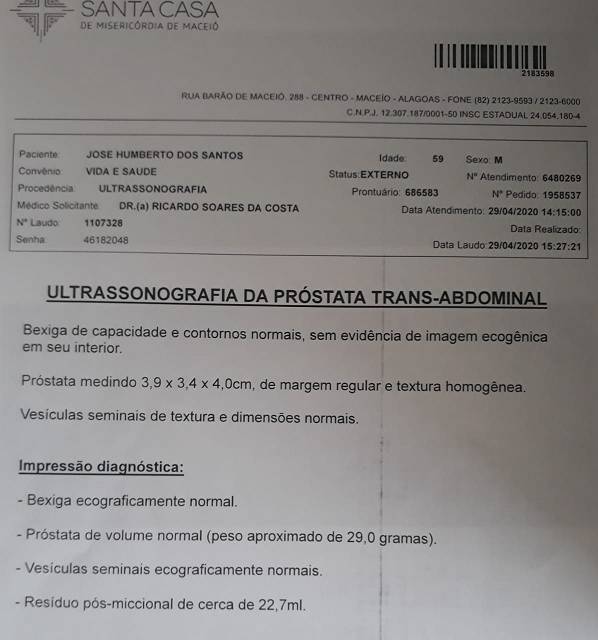 SANTA CASA
DE MISERICÓRDIA DE MACEIÓ
2183598
RUA BARÃO DE MACEIÓ, 288 - CENTRO - MACEIO - ALAGOAS - FONE (82) 2123-9593 / 2123-6000
C.N.P.J. 12.307.187/0001-50 INSC ESTADUAL 24.054.180-4
Paciente: JOSE HUMBERTO DOS SANTOS Idade: 59 Sexo: M
Convênio: VIDA E SAUDE Status:EXTERNO Nº Atendimento: 6480269
Procedência: ULTRASSONOGRAFIA Prontuário: 686583 Nº Pedido: 1958537
Médico Solicitante: DR.(a) RICARDO SOARES DA COSTA Data Atendimento: 29/04/2020 14:15:00
Nº Laudo: 1107328 Data Realizado:
Senha: 46182048 Data Laudo:29/04/2020 15:27:21
ULTRASSONOGRAFIA DA PRÓSTATA TRANS-ABDOMINAL
Bexiga de capacidade e contornos normais, sem evidência de imagem ecogênica
em seu interior.
Próstata medindo 3,9 x 3,4 x 4,0cm, de margem regular e textura homogênea.
Vesículas seminais de textura e dimensões normais.
Impressão diagnóstica:
- Bexiga ecograficamente normal.
- Próstata de volume normal (peso aproximado de 29,0 gramas).
- Vesículas seminais ecograficamente normais.
- Resíduo pós-miccional de cerca de 22,7ml.